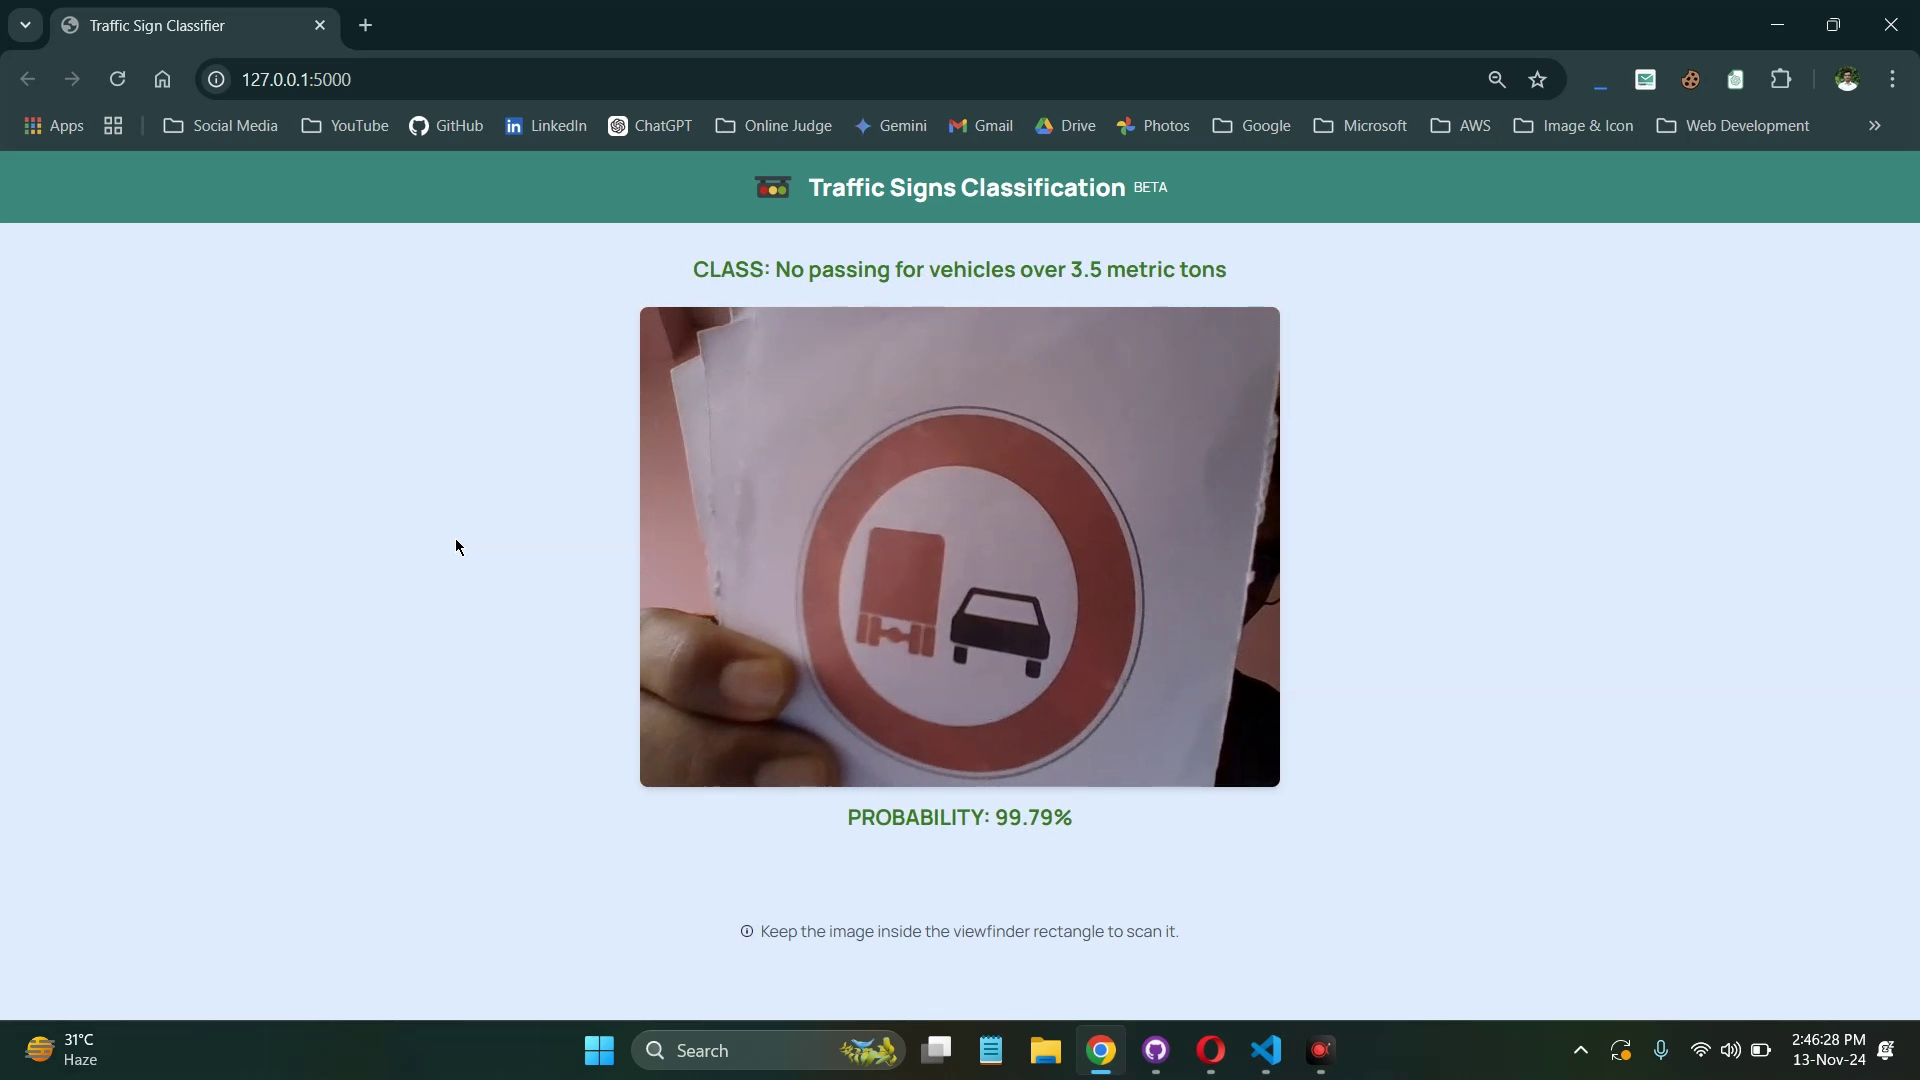 Traffic Sign Classifier
127.0.0.1:5000
Apps
Social Media
YouTube
GitHub
LinkedIn
ChatGPT
Online Judge
Gemini
Gmail
Drive
Photos
Google
Microsoft
AWS
Image & Icon
Web Development
Traffic Signs Classification BETA
CLASS: No passing for vehicles over 3.5 metric tons
PROBABILITY: 99.79%
Keep the image inside the viewfinder rectangle to scan it.
31°C
Haze
Search
2:46:28 PM
13-Nov-24